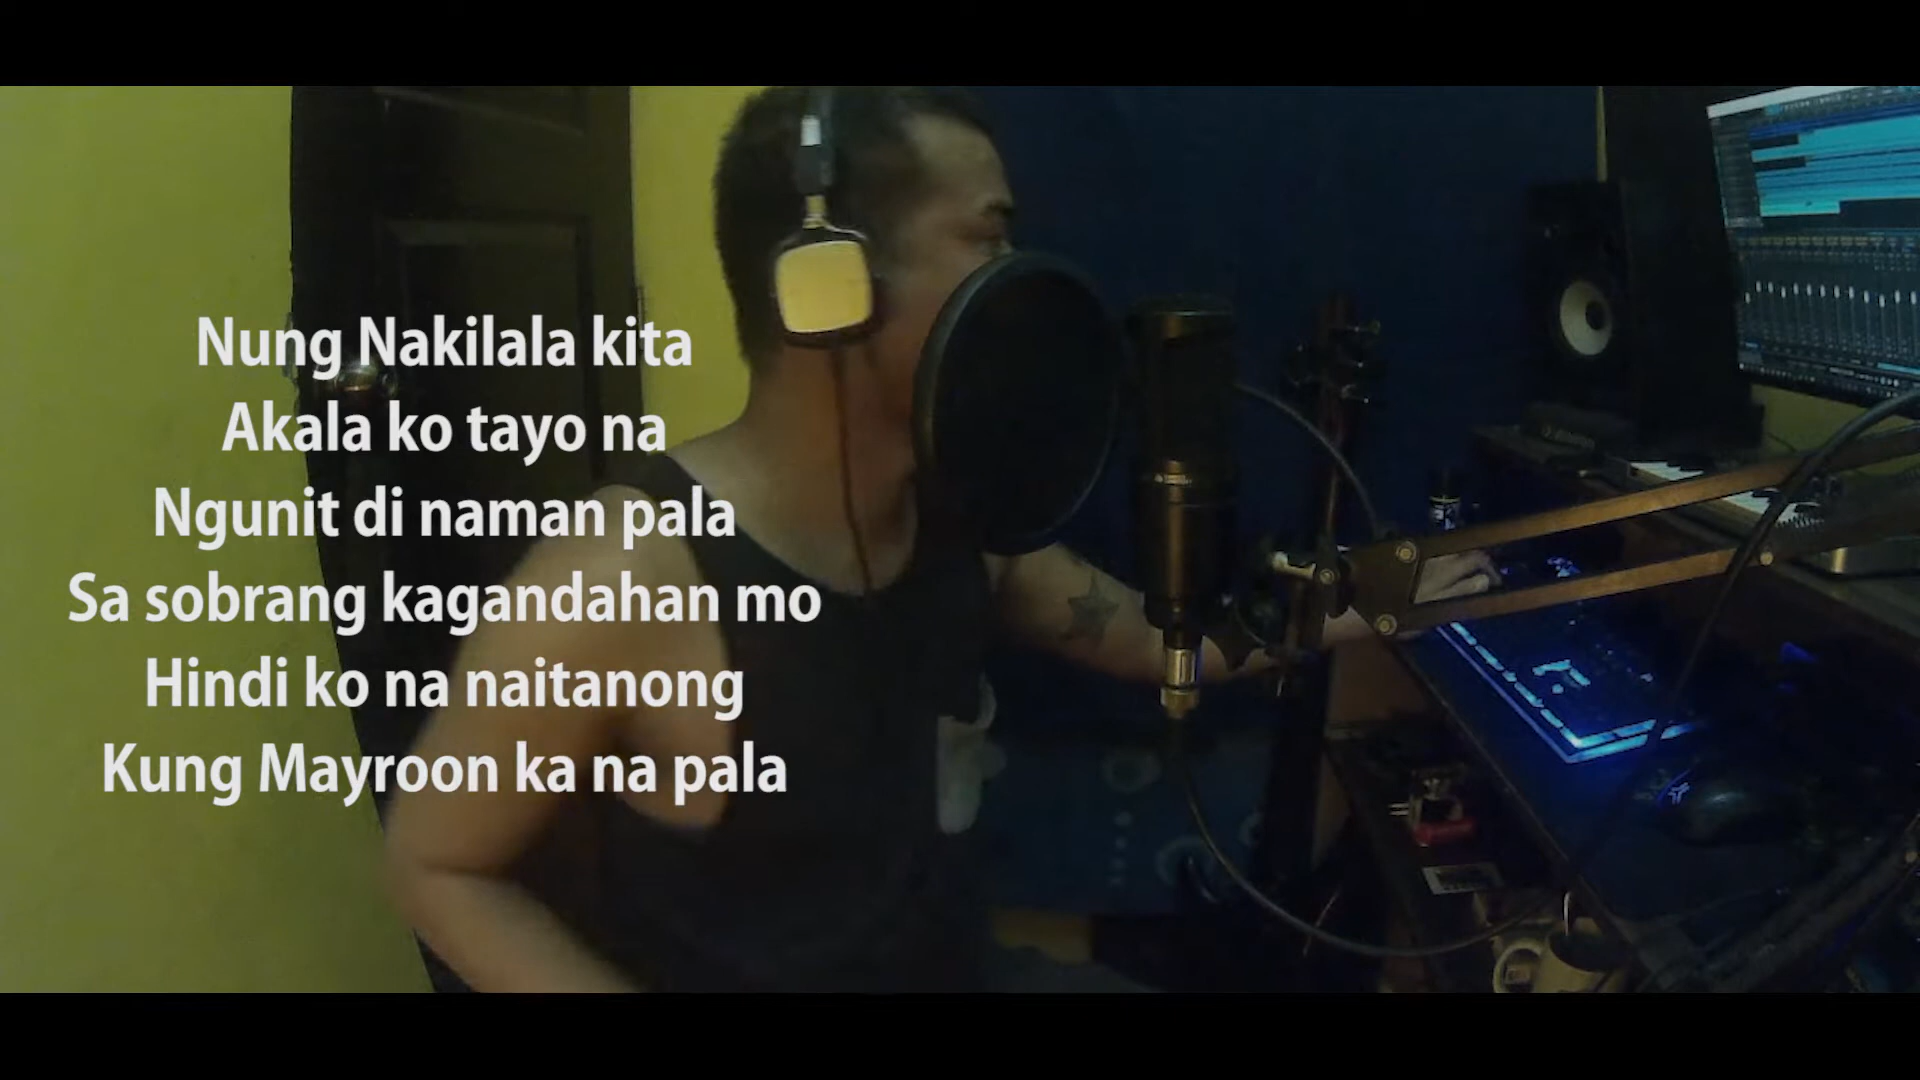 Nung Nakilala kita
Akala ko tayo na
Ngunit di naman pala
Sa sobrang kagandahan mo
Hindi ko na naitanong
Kung Mayroon ka na pala